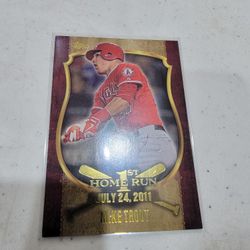 1ST
HOME RUN
JULY 24, 2011
MIKE TROUT